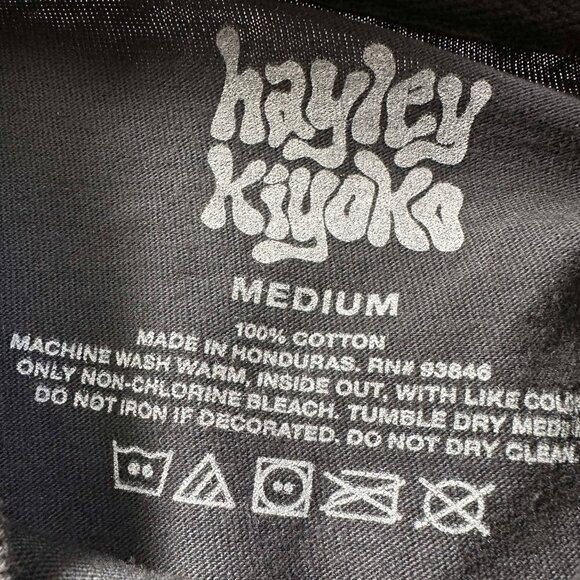 hayley
kiyoko
MEDIUM
100% COTTON
MADE IN HONDURAS. RN# 93846
MACHINE WASH WARM, INSIDE OUT, WITH LIKE
ONLY NON-CHLORINE BLEACH. TUMBLE DRY
DO NOT IRON IF DECORATED. DO NOT DRY CLEAN.